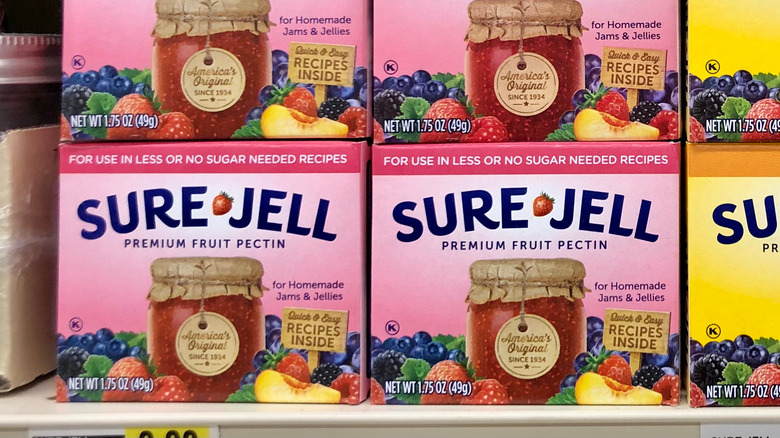 for Homemade
Jams & Jellies
Quick & Easy
RECIPES
INSIDE
America's
Original
SINCE 1934
K
NET WT 1.75 OZ (49g)
for Homemade
Jams & Jellies
Quick & Easy
RECIPES
INSIDE
America's
Original
SINCE 1934
K
NET WT 1.75 OZ (49g)
K
NET WT 1.75 OZ (49
FOR USE IN LESS OR NO SUGAR NEEDED RECIPES
SURE JELL
PREMIUM FRUIT PECTIN
for Homemade
Jams & Jellies
Quick & Easy
RECIPES
INSIDE
America's
Original
SINCE 1934
K
NET WT 1.75 OZ (49g)
FOR USE IN LESS OR NO SUGAR NEEDED RECIPES
SURE JELL
PREMIUM FRUIT PECTIN
for Homemade
Jams & Jellies
Quick & Easy
RECIPES
INSIDE
America's
Original
SINCE 1934
K
NET WT 1.75 OZ (49g)
SU
PR
K
NET WT 1.75 OZ (4